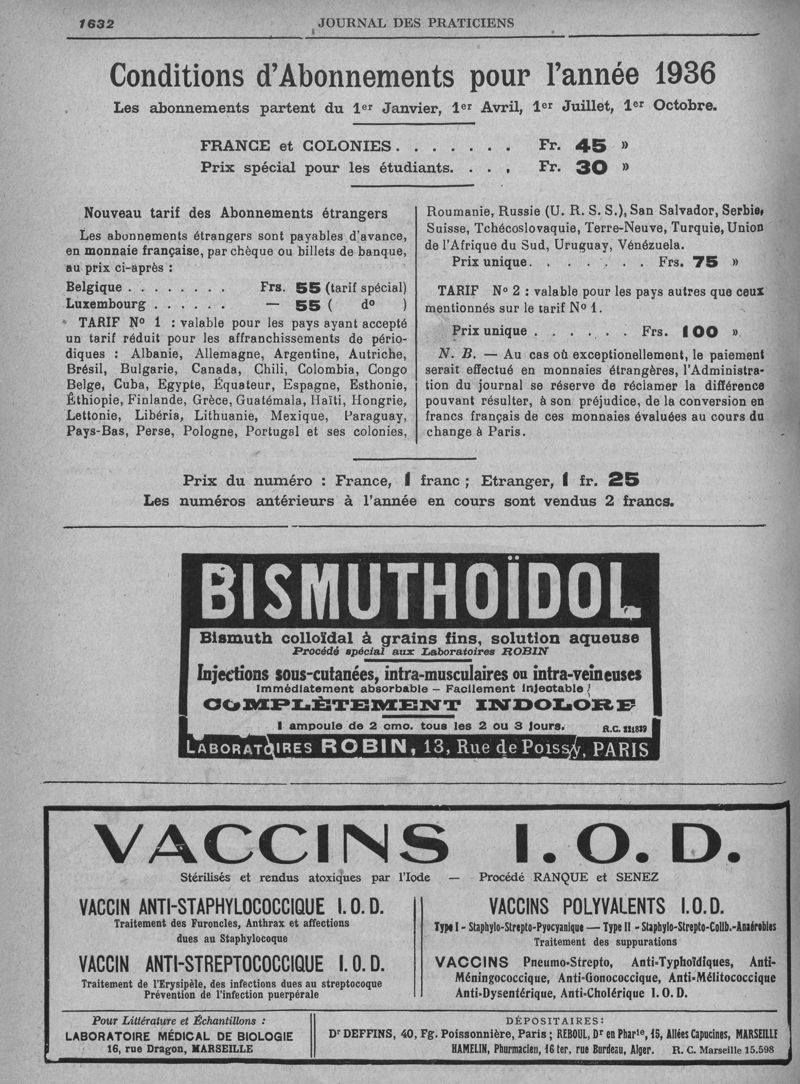 1632
JOURNAL DES PRATICIENS
Conditions d'Abonnements pour l'année 1936
Les abonnements partent du 1er Janvier, 1er Avril, 1er Juillet, 1er Octobre.
FRANCE et COLONIES. . . . . . . Fr. 45 »
Prix spécial pour les étudiants. . . , Fr. 30 »
Nouveau tarif des Abonnements étrangers
Les abonnements étrangers sont payables d'avance,
en monnaie française, par chèque ou billets de banque,
au prix ci-après :
Belgique . . . . . . . . Frs. 55 (tarif spécial)
Luxembourg . . . . . . — 55 ( do )
TARIF No 1 : valable pour les pays ayant accepté
un tarif réduit pour les affranchissements de pério-
diques : Albanie, Allemagne, Argentine, Autriche,
Brésil, Bulgarie, Canada, Chili, Colombia, Congo
Belge, Cuba, Egypte, Équateur, Espagne, Esthonie,
Éthiopie, Finlande, Grèce, Guatémala, Haïti, Hongrie,
Lettonie, Libéria, Lithuanie, Mexique, Paraguay,
Pays-Bas, Perse, Pologne, Portugal et ses colonies,
Roumanie, Russie (U. R. S. S.), San Salvador, Serbie,
Suisse, Tchécoslovaquie, Terre-Neuve, Turquie, Union
de l'Afrique du Sud, Uruguay, Vénézuela.
Prix unique. . . . . . . Frs. 75 »
TARIF No 2 : valable pour les pays autres que ceux
mentionnés sur le tarif No 1.
Prix unique . . . . . . Frs. 100 »
N. B. — Au cas où exceptionellement, le paiement
serait effectué en monnaies étrangères, l'Administra-
tion du journal se réserve de réclamer la différence
pouvant résulter, à son préjudice, de la conversion en
francs français de ces monnaies évaluées au cours du
change à Paris.
Prix du numéro : France, 1 franc ; Etranger, 1 fr. 25
Les numéros antérieurs à l'année en cours sont vendus 2 francs.
BISMUTHOÏDOL
Bismuth colloïdal à grains fins, solution aqueuse
Procédé spécial aux Laboratoires ROBIN
Injections sous-cutanées, intra-musculaires ou intra-veineuses
Immédiatement absorbable – Facilement injectable
COMPLÈTEMENT INDOLORE
1 ampoule de 2 cmc. tous les 2 ou 3 jours.
R.C. 221839
LABORATOIRES ROBIN, 13, Rue de Poissy, PARIS
VACCINS I. O. D.
Stérilisés et rendus atoxiques par l'Iode — Procédé RANQUE et SENEZ
VACCIN ANTI-STAPHYLOCOCCIQUE I. O. D.
Traitement des Furoncles, Anthrax et affections
dues au Staphylocoque
VACCIN ANTI-STREPTOCOCCIQUE I. O. D.
Traitement de l'Erysipèle, des infections dues au streptocoque
Prévention de l'infection puerpérale
VACCINS POLYVALENTS I. O. D.
Type I - Staphylo-Strepto-Pyocyanique — Type II - Staphylo-Strepto-Collb.-Anaérobies
Traitement des suppurations
VACCINS Pneumo-Strepto, Anti-Typhoïdiques, Anti-
Méningococcique, Anti-Gonococcique, Anti-Mélitococcique
Anti-Dysentérique, Anti-Cholérique I. O. D.
Pour Littérature et Échantillons :
LABORATOIRE MÉDICAL DE BIOLOGIE
16, rue Dragon, MARSEILLE
DÉPOSITAIRES:
Dr DEFFINS, 40, Fg. Poissonnière, Paris ; REBOUL, Dr en Phar$^{ie}$, 15, Allées Capucines, MARSEILLE
HAMELIN, Pharmacien, 16 ter, rue Burdeau, Alger. R. C. Marseille 15.598